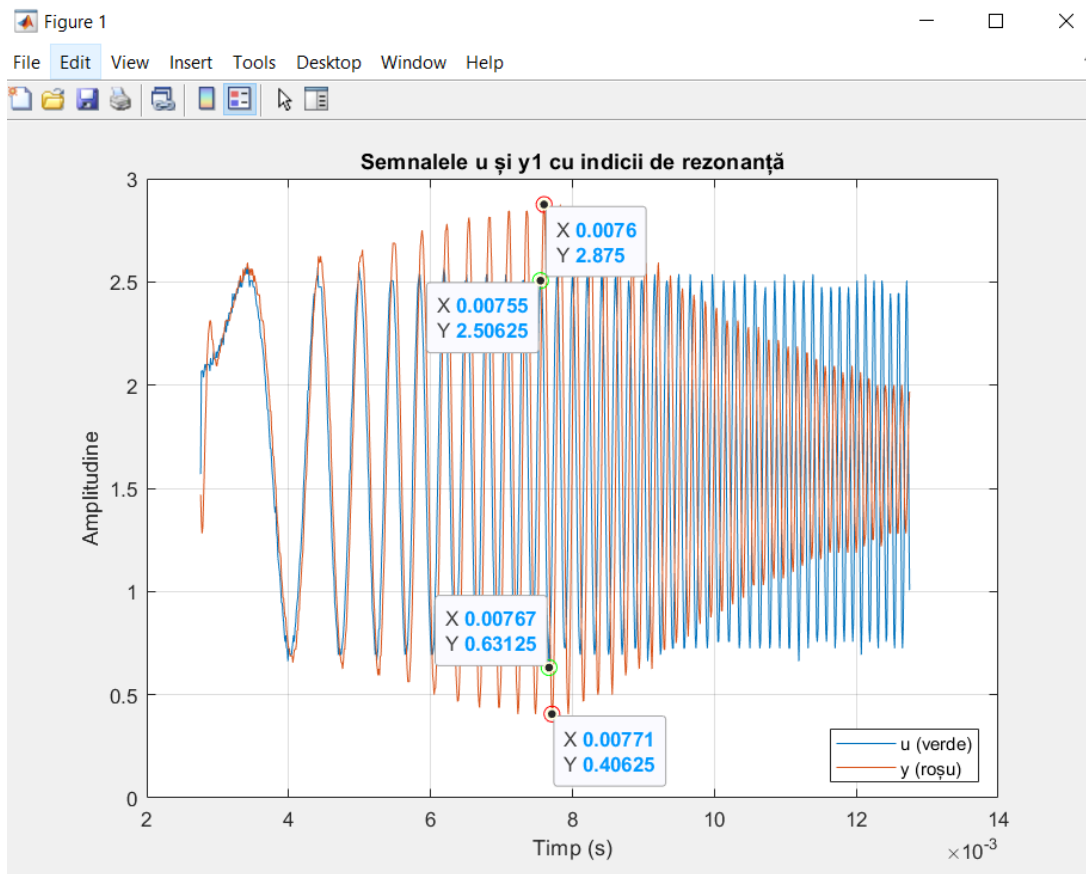 Figure 1
File Edit View Insert Tools Desktop Window Help
Semnalele u și y1 cu indicii de rezonanță
Amplitudine
3
2.5
2
1.5
1
0.5
0
X 0.0076
Y 2.875
X 0.00755
Y 2.50625
X 0.00767
Y 0.63125
X 0.00771
Y 0.40625
u (verde)
y (roșu)
2 4 6 8 10 12 14
Timp (s)
×10⁻³